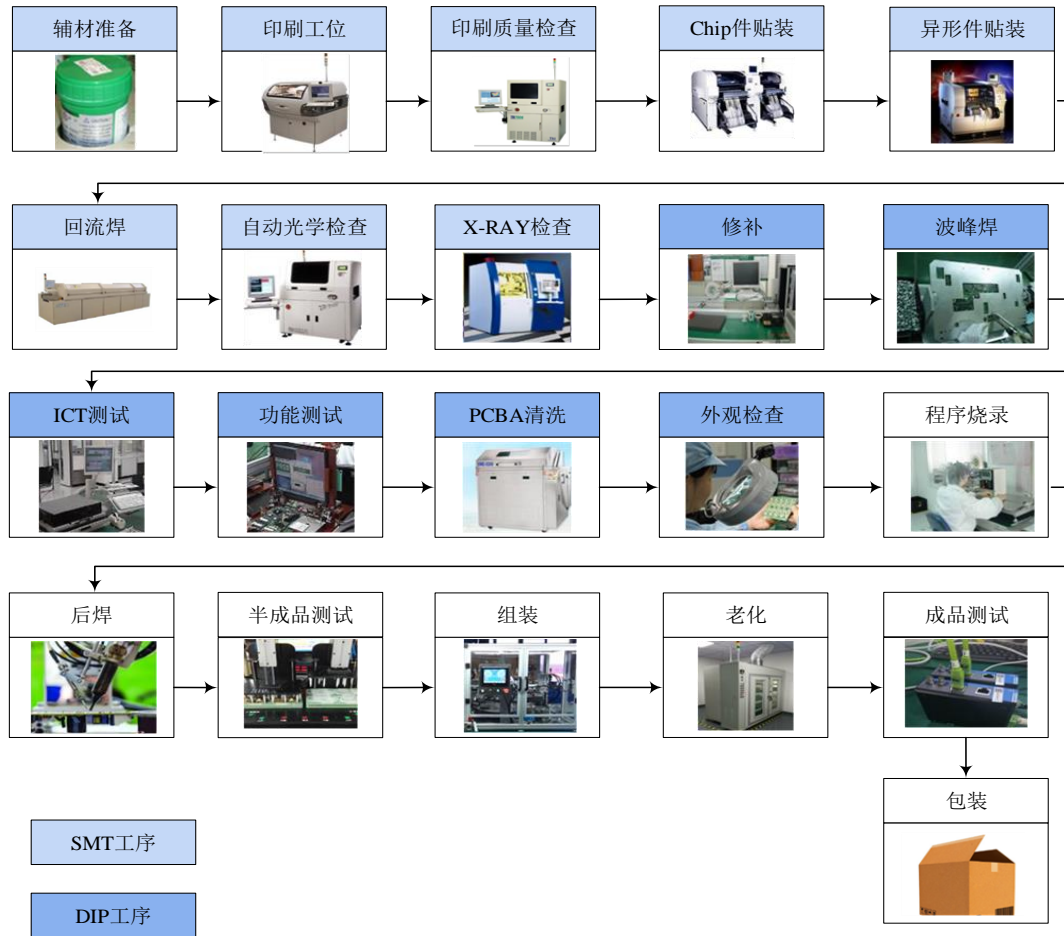 辅材准备
印刷工位
印刷质量检查
Chip件贴装
异形件贴装
回流焊
自动光学检查
X-RAY检查
修补
波峰焊
ICT测试
功能测试
PCBA清洗
外观检查
程序烧录
后焊
半成品测试
组装
老化
成品测试
包装
SMT工序
DIP工序